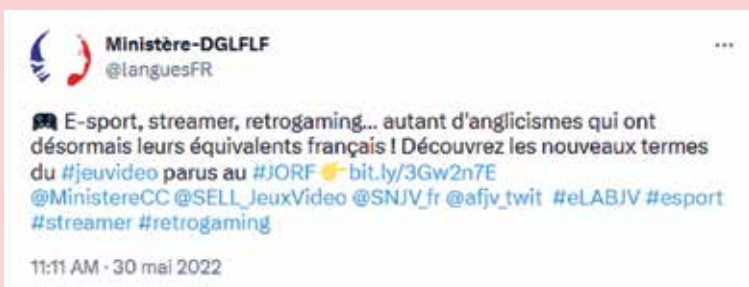 Ministère-DGLFLF
@languesFR
🎮 E-sport, streamer, retrogaming... autant d'anglicismes qui ont
désormais leurs équivalents français ! Découvrez les nouveaux termes
du #jeuvideo parus au #JORF 👉 bit.ly/3Gw2n7E
@MinistereCC @SELL_JeuxVideo @SNJV_fr @afjv_twit #eLABJV #esport
#streamer #retrogaming
11:11 AM · 30 mai 2022